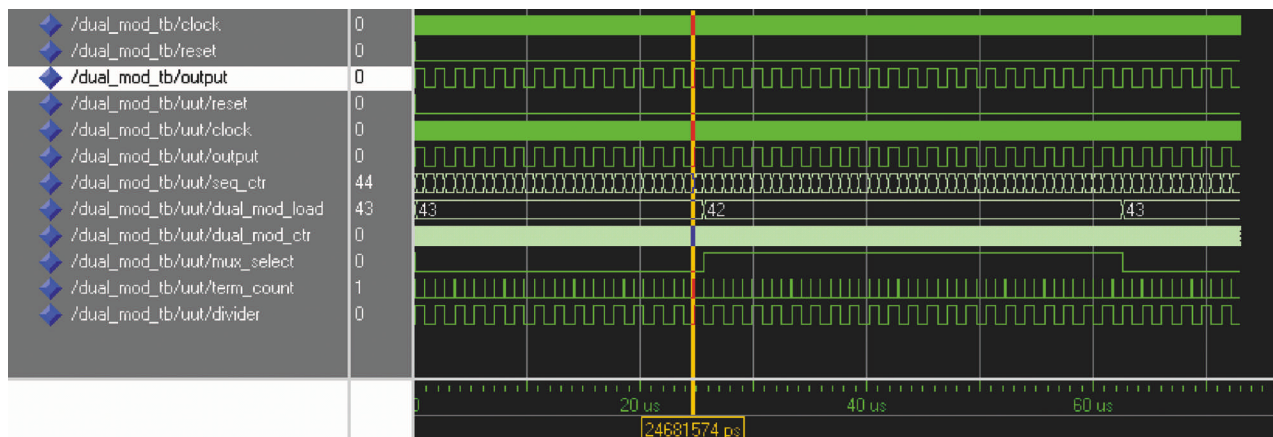 /dual_mod_tb/clock 0
/dual_mod_tb/reset 0
/dual_mod_tb/output 0
/dual_mod_tb/uut/reset 0
/dual_mod_tb/uut/clock 0
/dual_mod_tb/uut/output 0
/dual_mod_tb/uut/seq_ctr 44
/dual_mod_tb/uut/dual_mod_load 43 43 42 43
/dual_mod_tb/uut/dual_mod_ctr 0
/dual_mod_tb/uut/mux_select 0
/dual_mod_tb/uut/term_count 1
/dual_mod_tb/uut/divider 0
0 20 us 40 us 60 us
24681574 ps